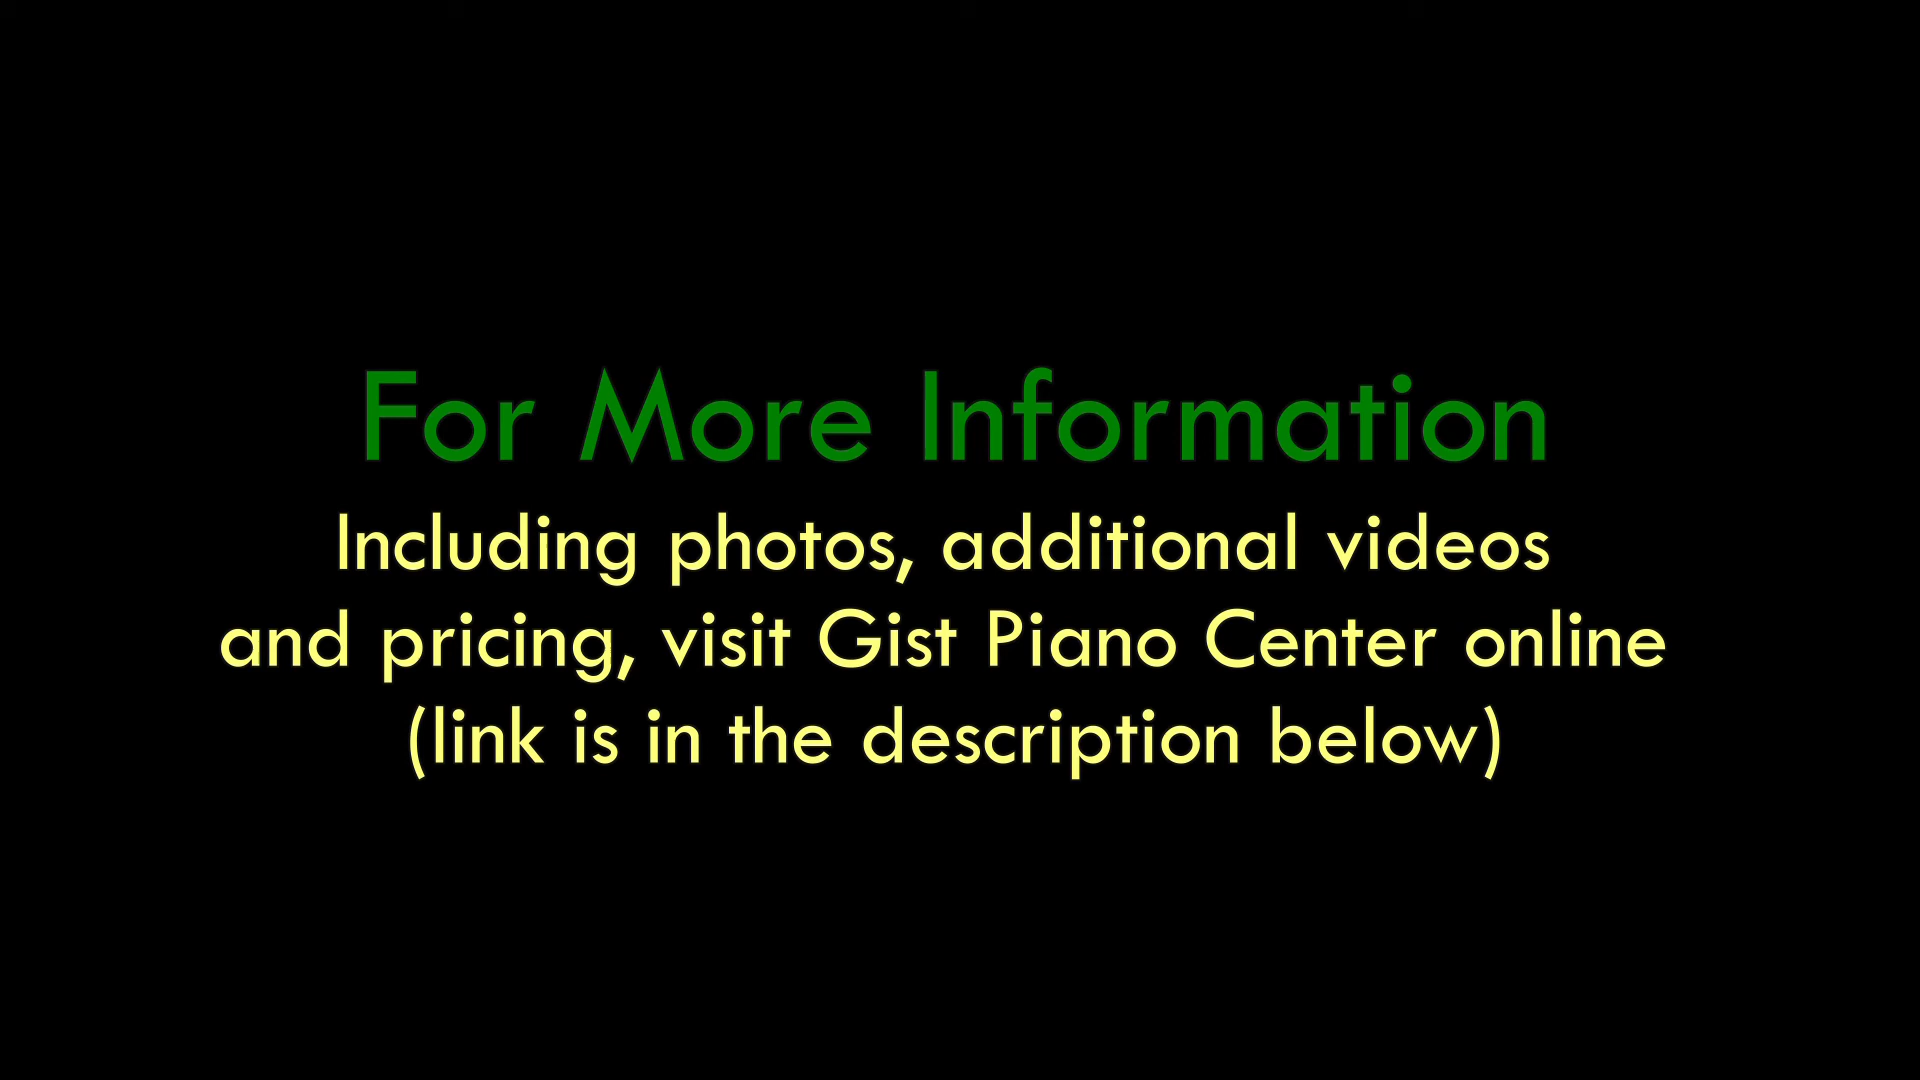 For More Information
Including photos, additional videos
and pricing, visit Gist Piano Center online
(link is in the description below)